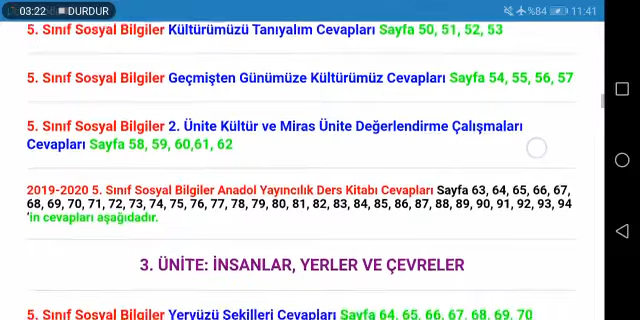 03:22 DURDUR %84 11:41
5. Sınıf Sosyal Bilgiler Kültürümüzü Tanıyalım Cevapları Sayfa 50, 51, 52, 53
5. Sınıf Sosyal Bilgiler Geçmişten Günümüze Kültürümüz Cevapları Sayfa 54, 55, 56, 57
5. Sınıf Sosyal Bilgiler 2. Ünite Kültür ve Miras Ünite Değerlendirme Çalışmaları
Cevapları Sayfa 58, 59, 60,61, 62
2019-2020 5. Sınıf Sosyal Bilgiler Anadol Yayıncılık Ders Kitabı Cevapları Sayfa 63, 64, 65, 66, 67,
68, 69, 70, 71, 72, 73, 74, 75, 76, 77, 78, 79, 80, 81, 82, 83, 84, 85, 86, 87, 88, 89, 90, 91, 92, 93, 94
'in cevapları aşağıdadır.
3. ÜNİTE: İNSANLAR, YERLER VE ÇEVRELER
5. Sınıf Sosyal Bilgiler Yeryüzü Şekilleri Cevapları Sayfa 64, 65, 66, 67, 68, 69, 70